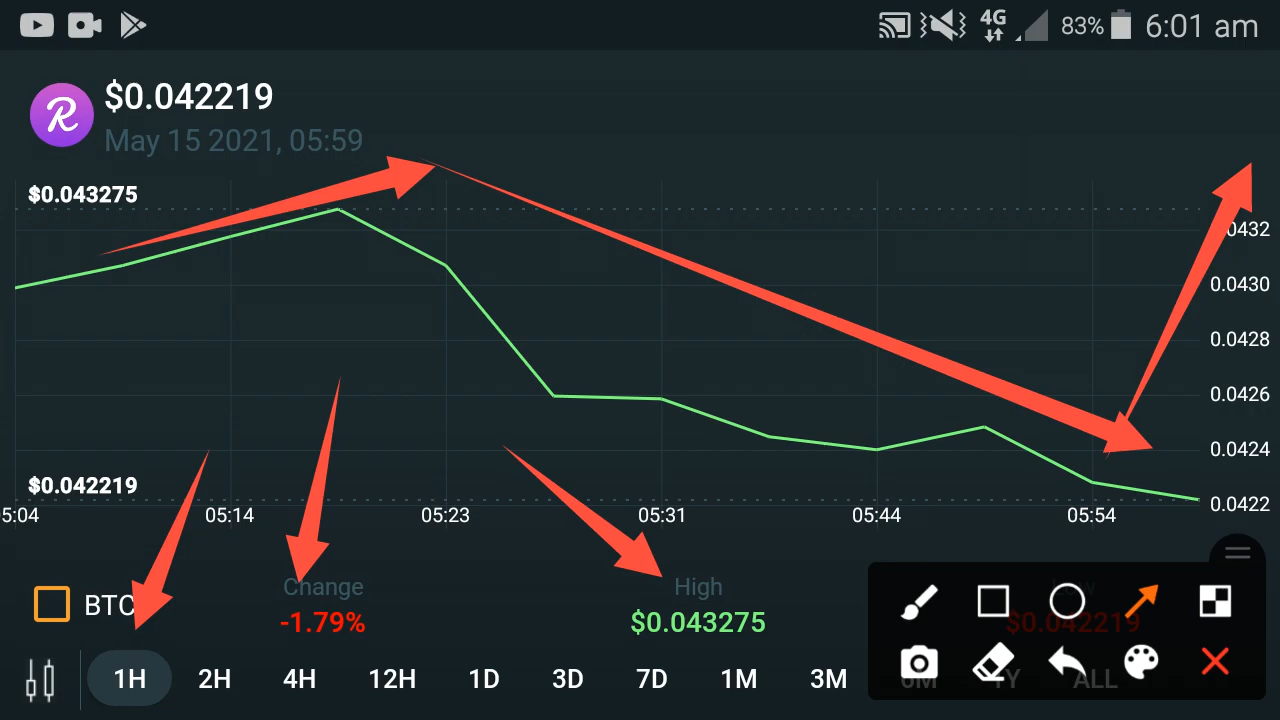 4G 83% 6:01 am
R
$0.042219
May 15 2021, 05:59
$0.043275
0432
0.0430
0.0428
0.0426
0.0424
$0.042219
0.0422
5:04 05:14 05:23 05:31 05:44 05:54
BTC
Change
-1.79%
High
$0.043275
$0.042219
1H 2H 4H 12H 1D 3D 7D 1M 3M 6M 1Y ALL